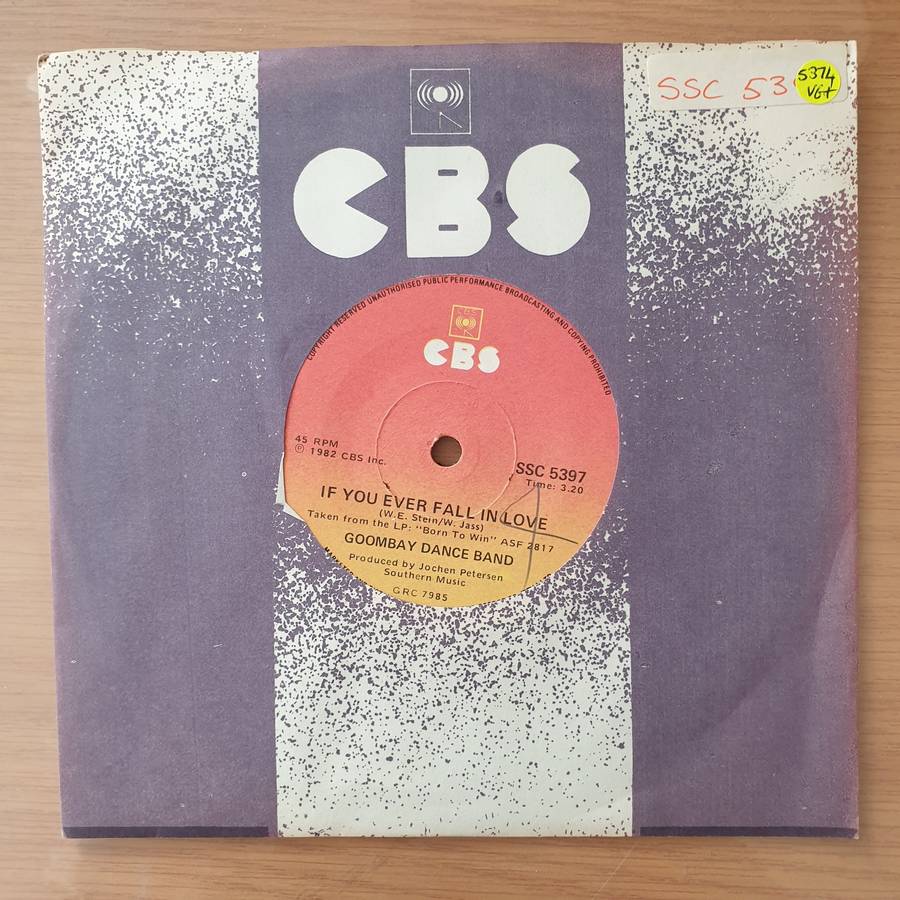 SSC 53
5374
VG+
CBS
COPYRIGHT RESERVED UNAUTHORISED PUBLIC PERFORMANCE BROADCASTING AND COPYING PROHIBITED
CBS
CBS
45 RPM
℗ 1982 CBS Inc.
SSC 5397
Time: 3.20
IF YOU EVER FALL IN LOVE
(W.E. Stein/W. Jass)
Taken from the LP: "Born To Win" ASF 2817
GOOMBAY DANCE BAND
Produced by Jochen Petersen
Southern Music
GRC 7985